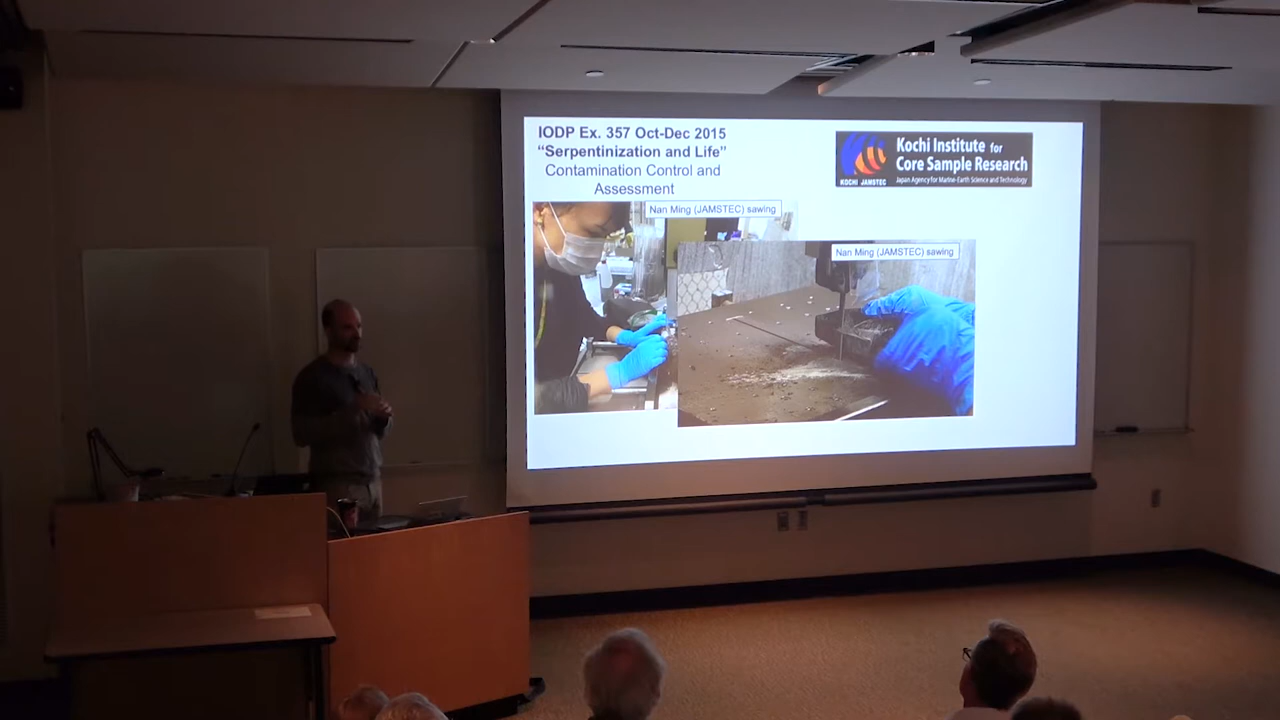 IODP Ex. 357 Oct-Dec 2015
“Serpentinization and Life”
Contamination Control and
Assessment
Kochi Institute for
Core Sample Research
KOCHI JAMSTEC
Japan Agency for Marine-Earth Science and Technology
Nan Ming (JAMSTEC) sawing
Nan Ming (JAMSTEC) sawing